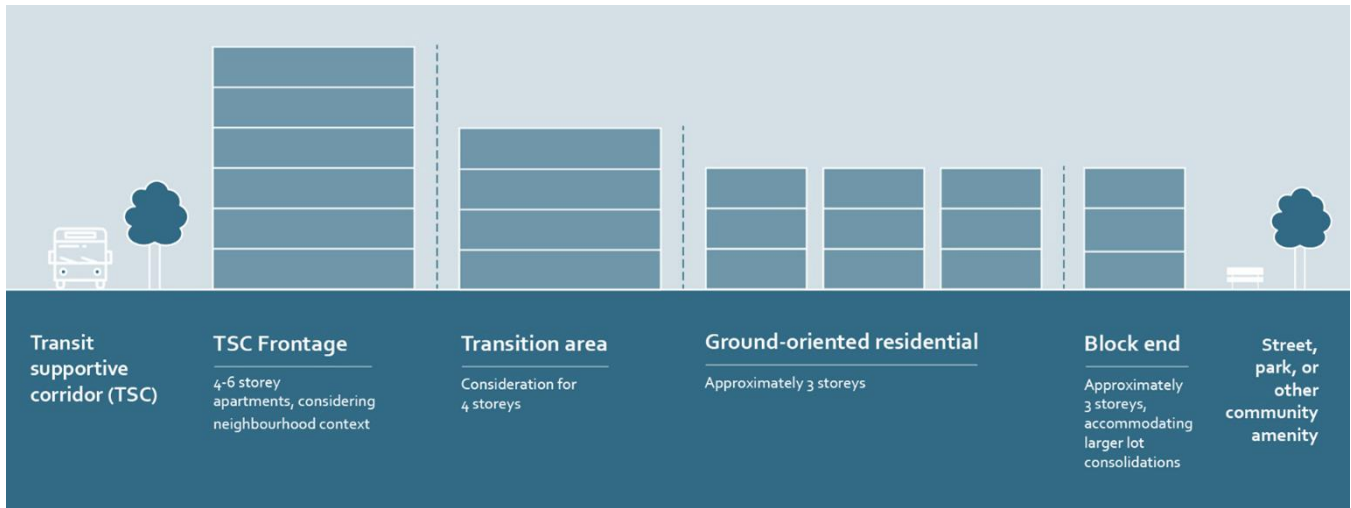 Transit
supportive
corridor (TSC)
TSC Frontage
4-6 storey
apartments, considering
neighbourhood context
Transition area
Consideration for
4 storeys
Ground-oriented residential
Approximately 3 storeys
Block end
Approximately
3 storeys,
accommodating
larger lot
consolidations
Street,
park, or
other
community
amenity